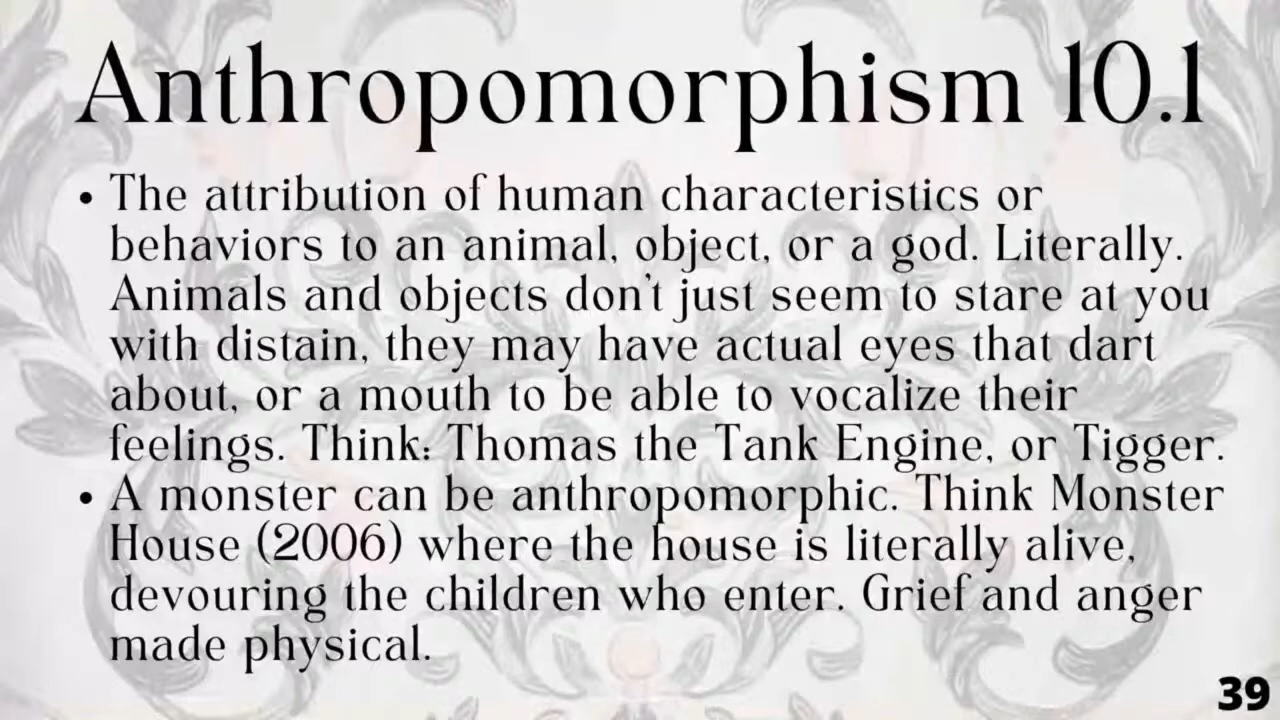 Anthropomorphism 10.1
• The attribution of human characteristics or
behaviors to an animal, object, or a god. Literally.
Animals and objects don't just seem to stare at you
with distain, they may have actual eyes that dart
about, or a mouth to be able to vocalize their
feelings. Think: Thomas the Tank Engine, or Tigger.
• A monster can be anthropomorphic. Think Monster
House (2006) where the house is literally alive,
devouring the children who enter. Grief and anger
made physical.
39